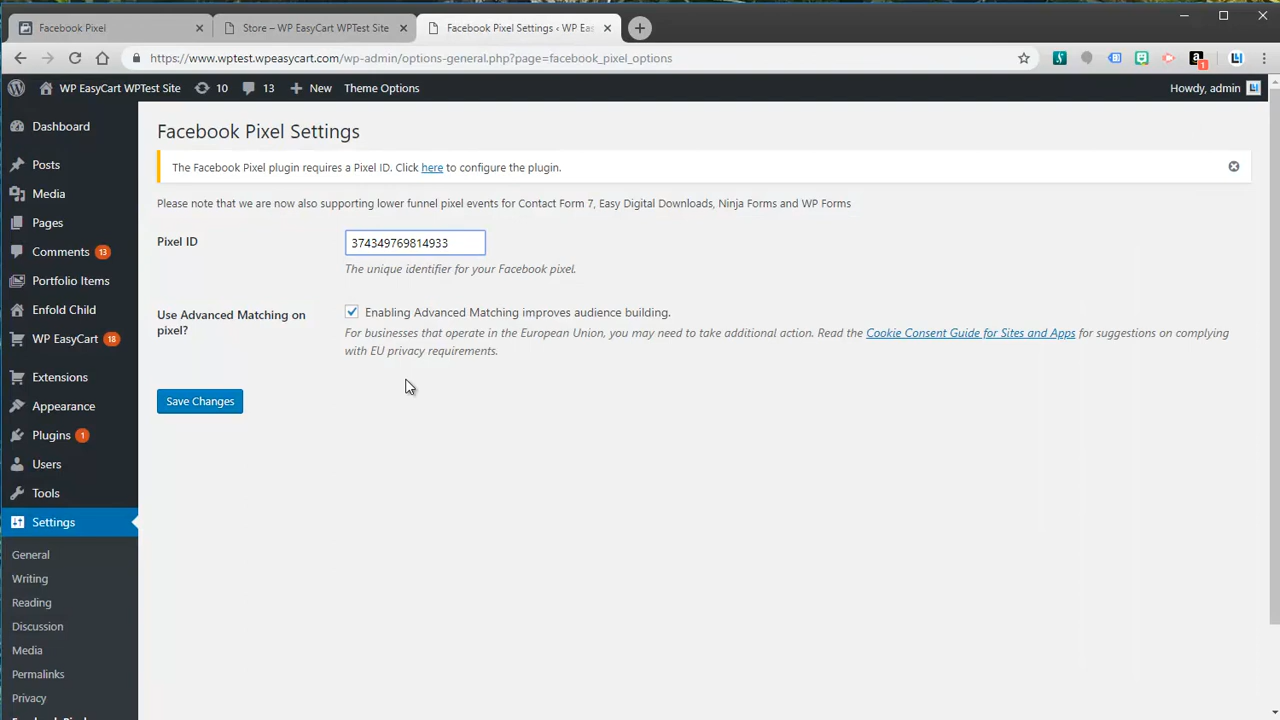 Facebook Pixel
Store – WP EasyCart WPTest Site
Facebook Pixel Settings ‹ WP Eas
https://www.wptest.wpeasycart.com/wp-admin/options-general.php?page=facebook_pixel_options
1
WP EasyCart WPTest Site
10
13
New
Theme Options
Howdy, admin
Dashboard
Posts
Media
Pages
Comments 13
Portfolio Items
Enfold Child
WP EasyCart 18
Extensions
Appearance
Plugins 1
Users
Tools
Settings
General
Writing
Reading
Discussion
Media
Permalinks
Privacy
Facebook Pixel Settings
The Facebook Pixel plugin requires a Pixel ID. Click here to configure the plugin.
Please note that we are now also supporting lower funnel pixel events for Contact Form 7, Easy Digital Downloads, Ninja Forms and WP Forms
Pixel ID
374349769814933
The unique identifier for your Facebook pixel.
Use Advanced Matching on
pixel?
Enabling Advanced Matching improves audience building.
For businesses that operate in the European Union, you may need to take additional action. Read the Cookie Consent Guide for Sites and Apps for suggestions on complying
with EU privacy requirements.
Save Changes